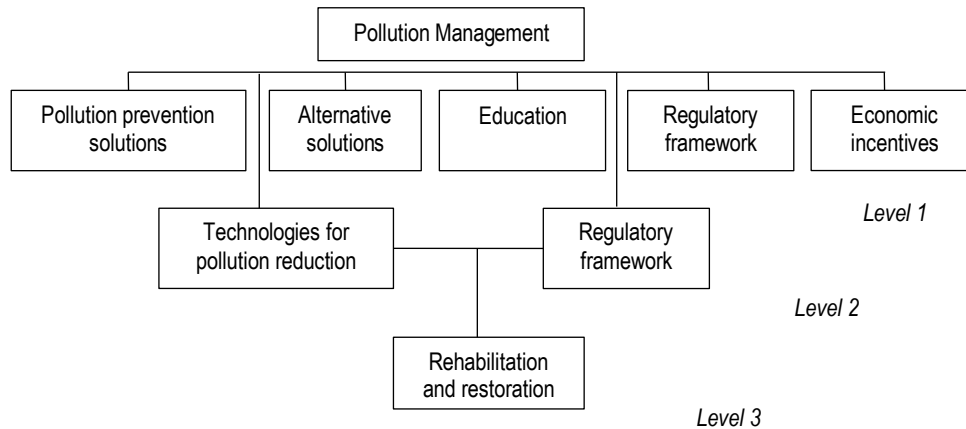 Pollution Management
Pollution prevention
solutions
Alternative
solutions
Education
Regulatory
framework
Economic
incentives
Level 1
Technologies for
pollution reduction
Regulatory
framework
Level 2
Rehabilitation
and restoration
Level 3